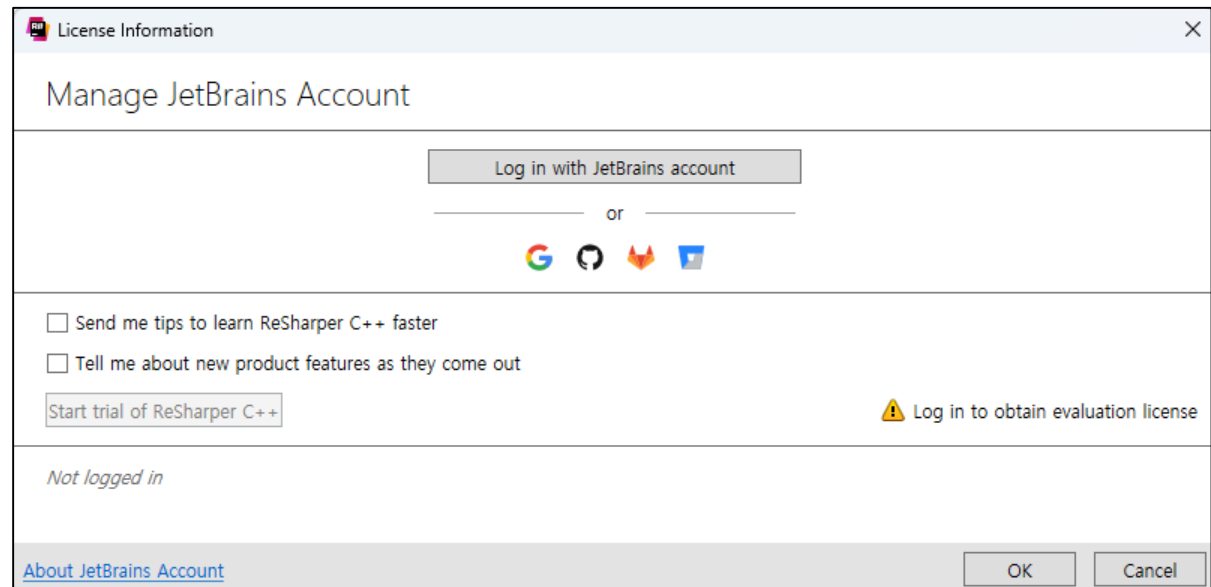 License Information
Manage JetBrains Account
Log in with JetBrains account
or
Send me tips to learn ReSharper C++ faster
Tell me about new product features as they come out
Start trial of ReSharper C++
Log in to obtain evaluation license
Not logged in
About JetBrains Account
OK
Cancel